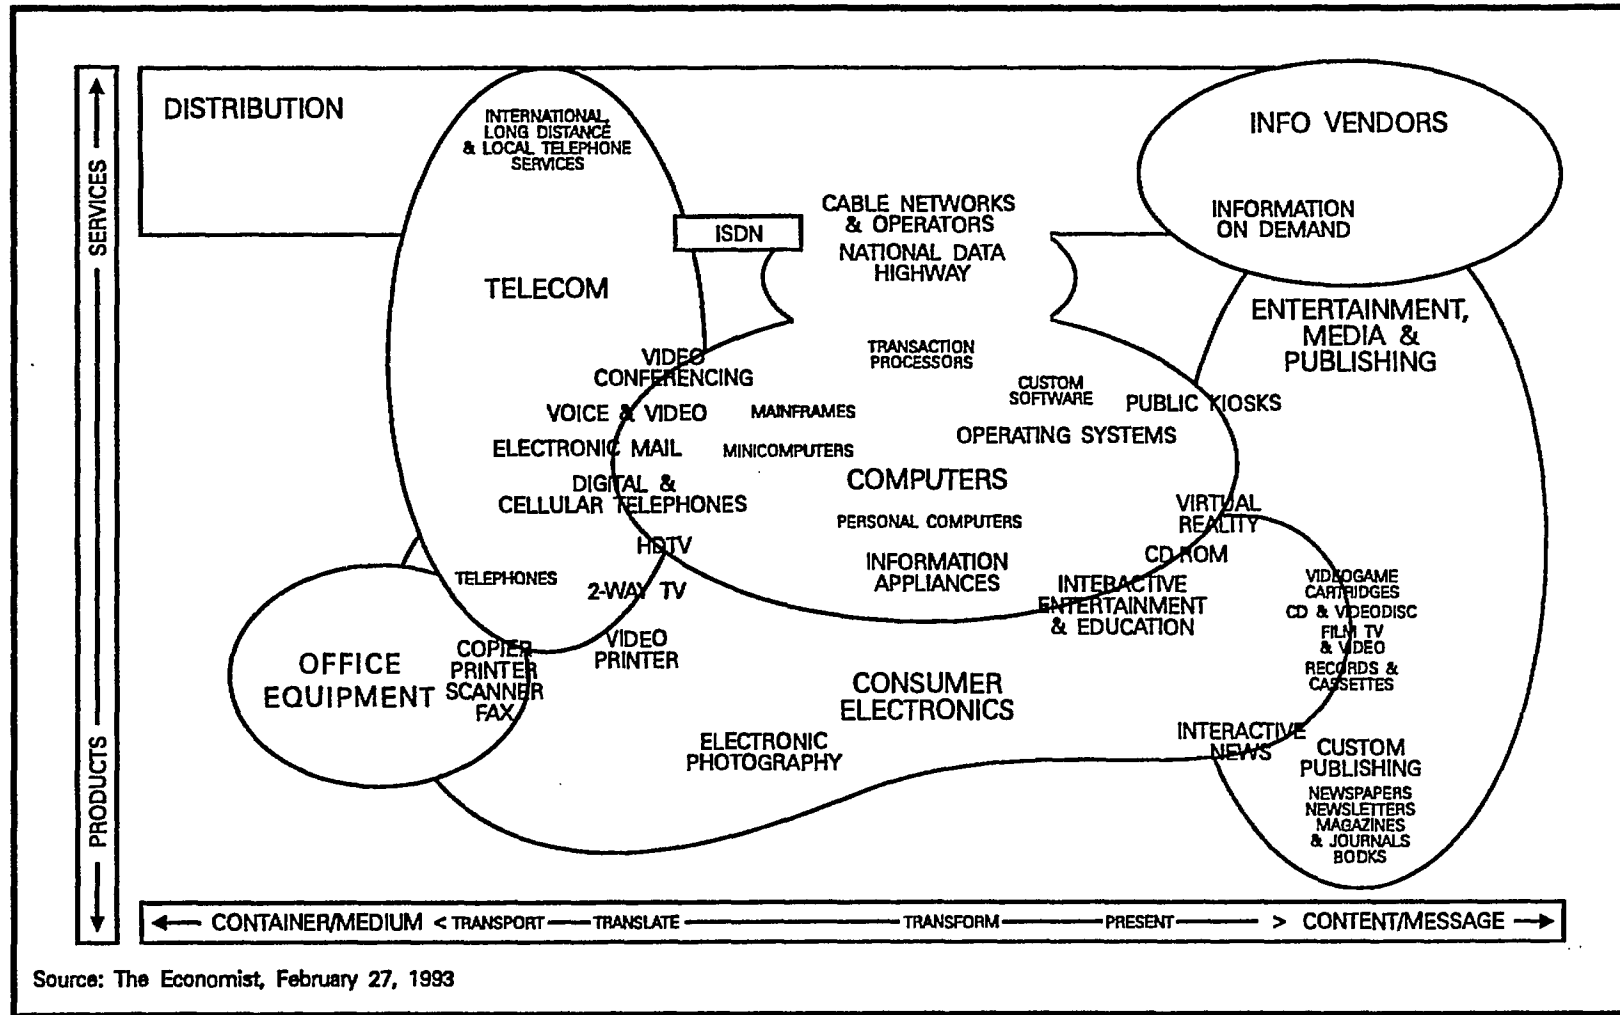 DISTRIBUTION
INTERNATIONAL,
LONG DISTANCE
& LOCAL TELEPHONE
SERVICES
INFO VENDORS
INFORMATION
ON DEMAND
CABLE NETWORKS
& OPERATORS
NATIONAL DATA
HIGHWAY
ISDN
TELECOM
ENTERTAINMENT,
MEDIA &
PUBLISHING
VIDEO
CONFERENCING
VOICE & VIDEO
ELECTRONIC MAIL
DIGITAL &
CELLULAR TELEPHONES
HDTV
2-WAY TV
TELEPHONES
TRANSACTION
PROCESSORS
CUSTOM
SOFTWARE
PUBLIC KIOSKS
MAINFRAMES
OPERATING SYSTEMS
MINICOMPUTERS
COMPUTERS
PERSONAL COMPUTERS
INFORMATION
APPLIANCES
VIRTUAL
REALITY
CD ROM
INTERACTIVE
ENTERTAINMENT
& EDUCATION
VIDEOGAME
CARTRIDGES
CD & VIDEODISC
FILM TV
& VIDEO
RECORDS &
CASSETTES
OFFICE
EQUIPMENT
COPIER
PRINTER
SCANNER
FAX
VIDEO
PRINTER
CONSUMER
ELECTRONICS
ELECTRONIC
PHOTOGRAPHY
INTERACTIVE
NEWS
CUSTOM
PUBLISHING
NEWSPAPERS
NEWSLETTERS
MAGAZINES
& JOURNALS
BOOKS
SERVICES
PRODUCTS
CONTAINER/MEDIUM < TRANSPORT TRANSLATE TRANSFORM PRESENT > CONTENT/MESSAGE
Source: The Economist, February 27, 1993